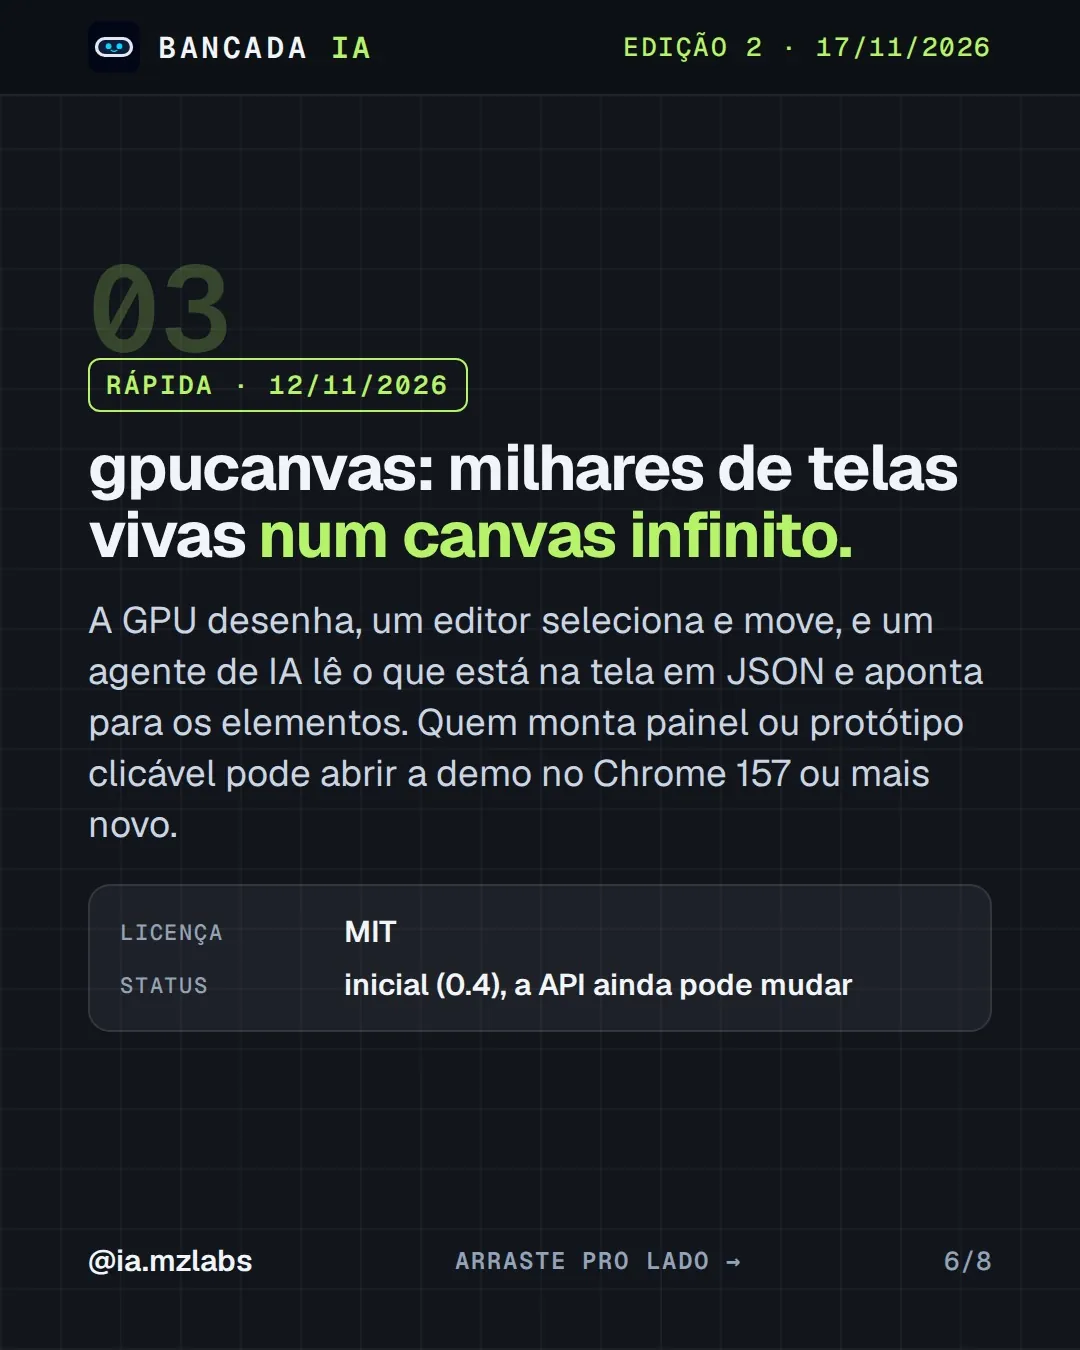 BANCADA IA
EDIÇÃO 2 · 17/11/2026
03
RÁPIDA · 12/11/2026
gpucanvas: milhares de telas
vivas num canvas infinito.
A GPU desenha, um editor seleciona e move, e um
agente de IA lê o que está na tela em JSON e aponta
para os elementos. Quem monta painel ou protótipo
clicável pode abrir a demo no Chrome 157 ou mais
novo.
LICENÇA MIT
STATUS inicial (0.4), a API ainda pode mudar
@ia.mzlabs
ARRASTE PRO LADO →
6/8